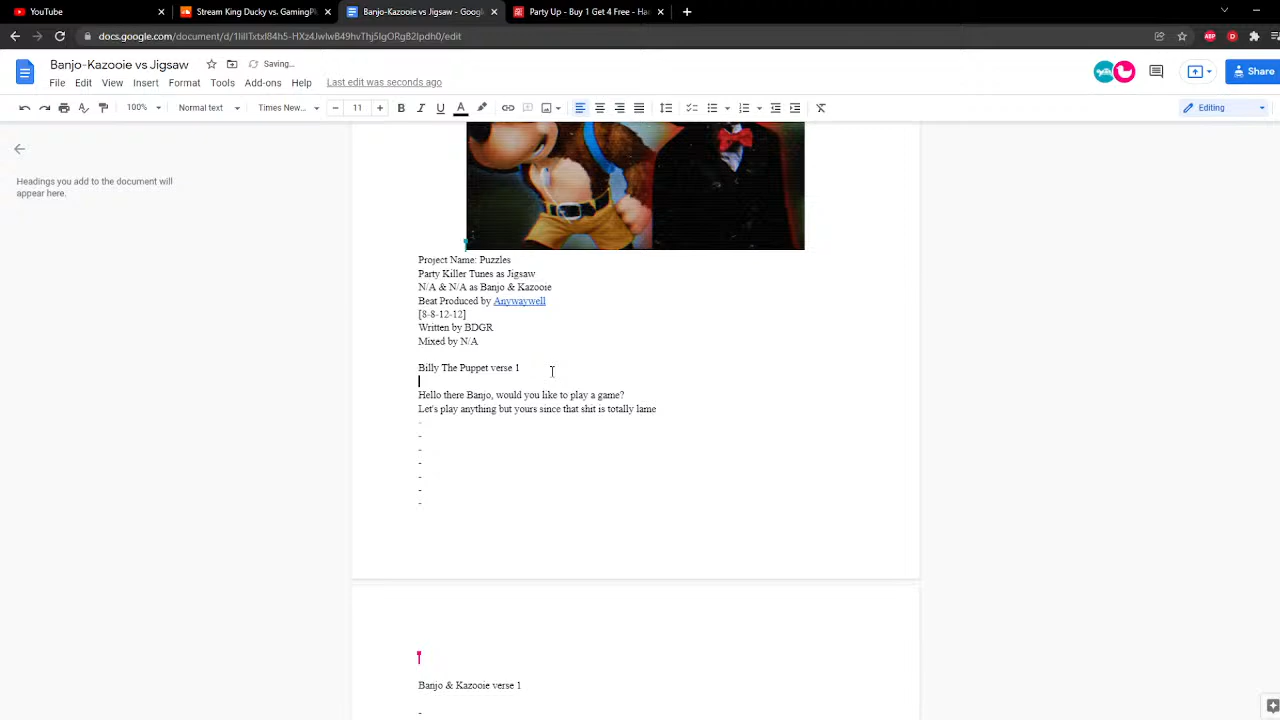 YouTube
Stream King Ducky vs. GamingPl
Banjo-Kazooie vs Jigsaw - Google
Party Up - Buy 1 Get 4 Free - Ha
Banjo-Kazooie vs Jigsaw
Saving...
File Edit View Insert Format Tools Add-ons Help Last edit was seconds ago
Share
100% Normal text Times New... 11 Editing
Headings you add to the document will
appear here.
Project Name: Puzzles
Party Killer Tunes as Jigsaw
N/A & N/A as Banjo & Kazooie
Beat Produced by Anywaywell
[8-8-12-12]
Written by BDGR
Mixed by N/A
Billy The Puppet verse 1
Hello there Banjo, would you like to play a game?
Let's play anything but yours since that shit is totally lame
-
-
-
-
-
-
-
Banjo & Kazooie verse 1
-